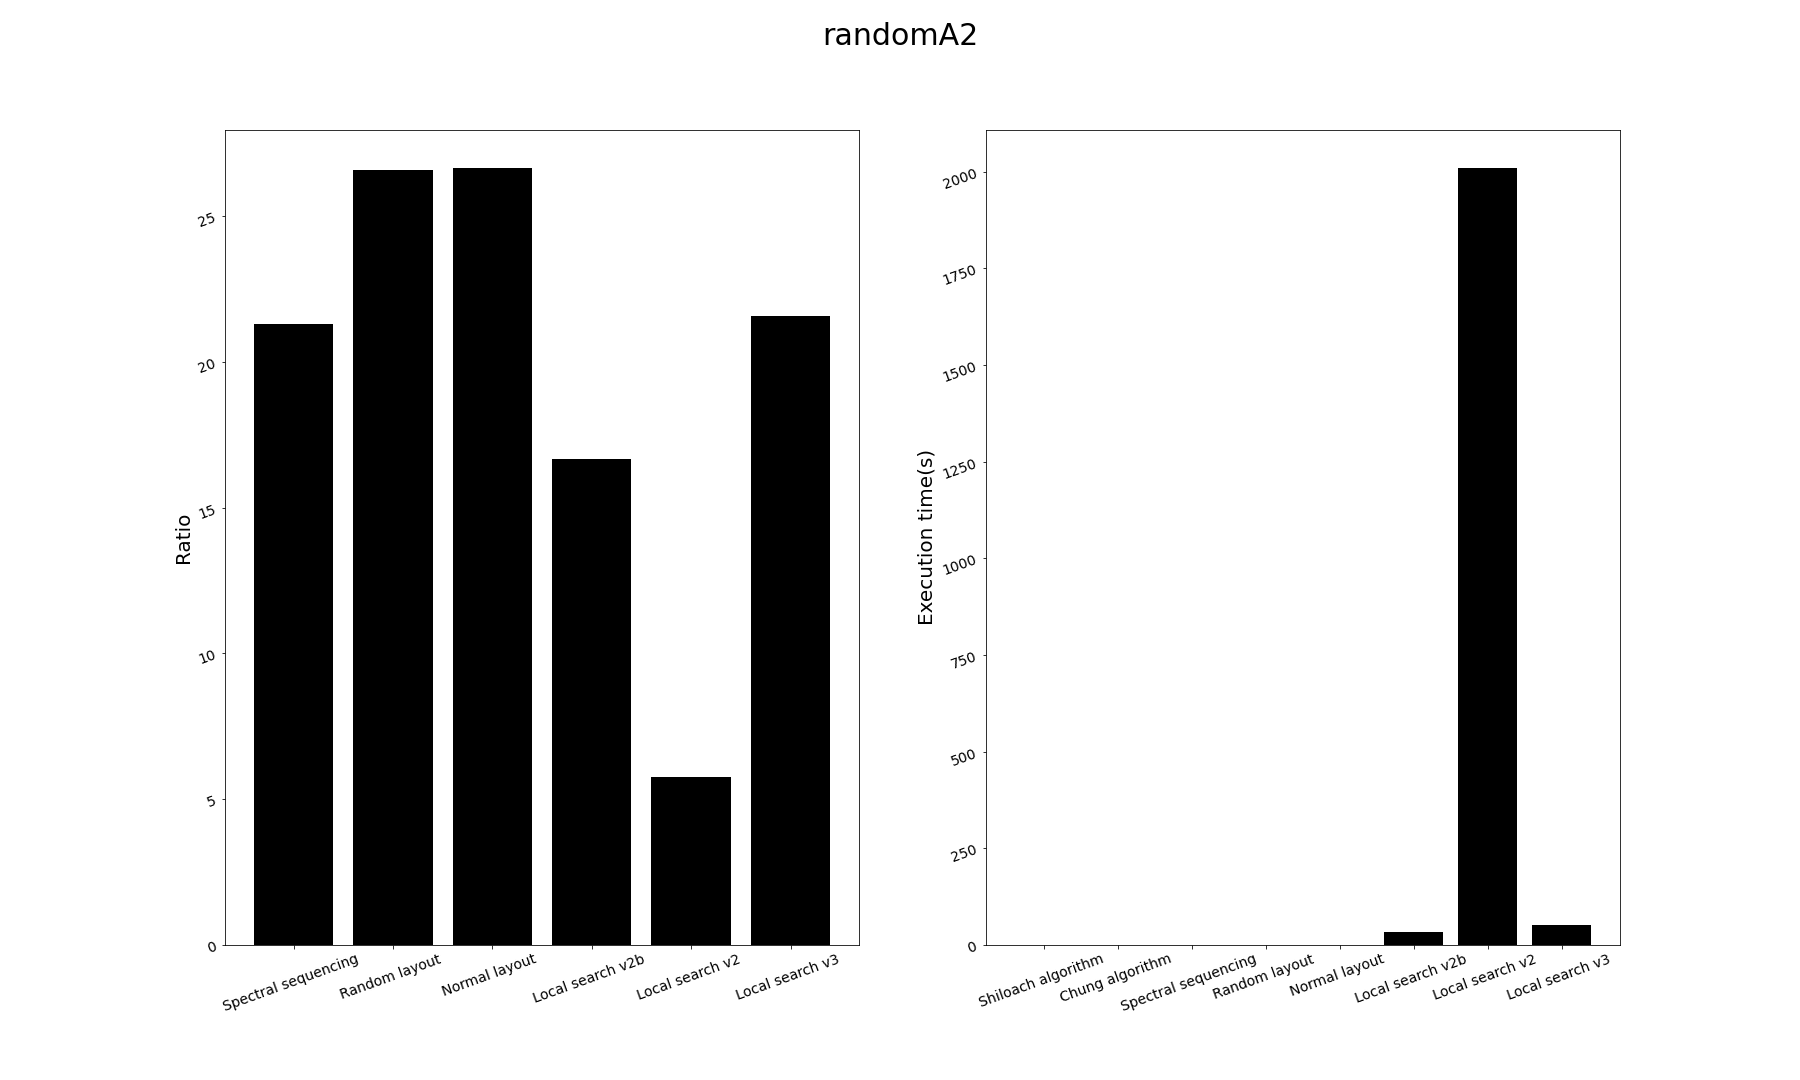 randomA2
Ratio
25
20
15
10
5
0
Spectral sequencing
Random layout
Normal layout
Local search v2b
Local search v2
Local search v3
Execution time(s)
2000
1750
1500
1250
1000
750
500
250
0
Shiloach algorithm
Chung algorithm
Spectral sequencing
Random layout
Normal layout
Local search v2b
Local search v2
Local search v3